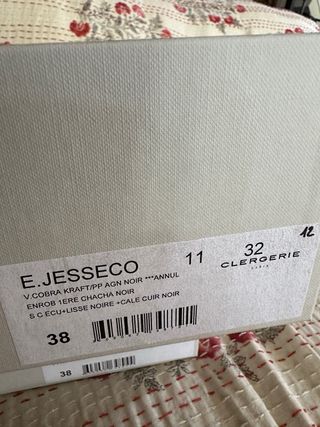 12
E.JESSECO 11 32
CLERGERIE
PARIS
V.COBRA KRAFT/PP AGN NOIR ***ANNUL
ENROB 1ERE CHACHA NOIR
S C.ECU+LISSE NOIRE +CALE CUIR NOIR
38
38